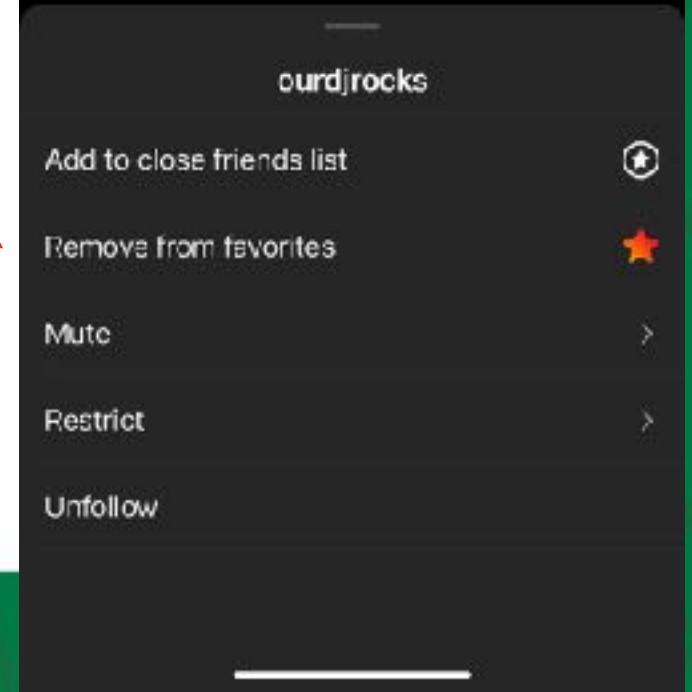 ourdjrocks
Add to close friends list
Remove from favorites
Mute
Restrict
Unfollow